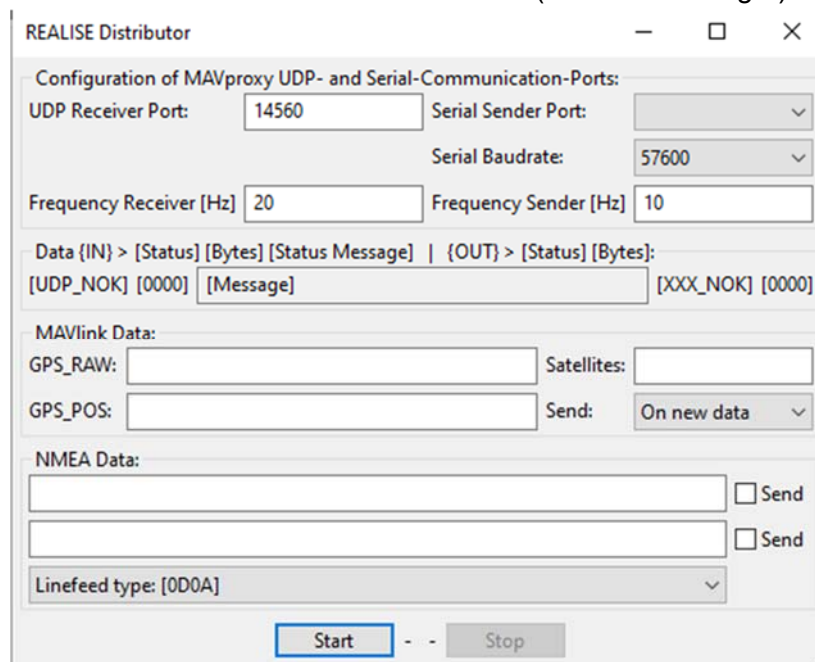 REALISE Distributor
Configuration of MAVproxy UDP- and Serial-Communication-Ports:
UDP Receiver Port: 14560 Serial Sender Port:
Serial Baudrate: 57600
Frequency Receiver [Hz] 20 Frequency Sender [Hz] 10
Data {IN} > [Status] [Bytes] [Status Message] | {OUT} > [Status] [Bytes]:
[UDP_NOK] [0000] [Message] [XXX_NOK] [0000]
MAVlink Data:
GPS_RAW: Satellites:
GPS_POS: Send: On new data
NMEA Data:
Send
Send
Linefeed type: [0D0A]
Start - - Stop